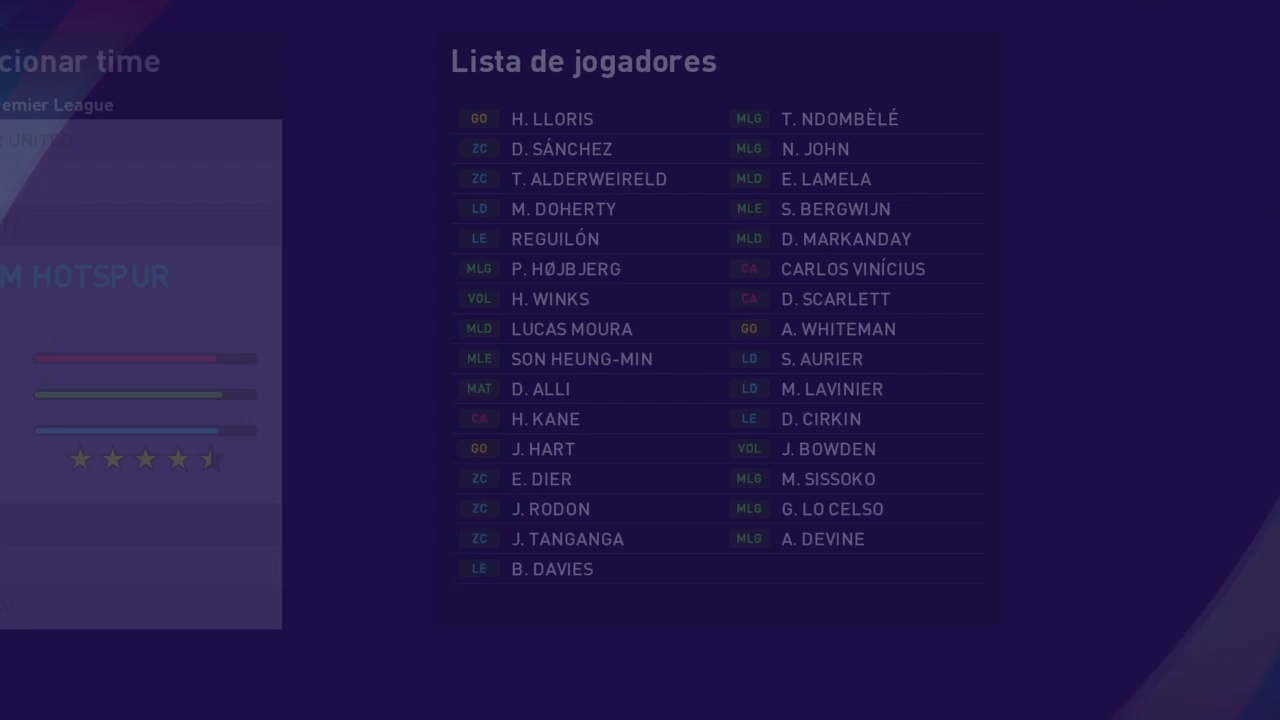 cionar time
emier League
UNITED
M HOTSPUR
Lista de jogadores
GO H. LLORIS
ZC D. SÁNCHEZ
ZC T. ALDERWEIRELD
LD M. DOHERTY
LE REGUILÓN
MLG P. HØJBJERG
VOL H. WINKS
MLD LUCAS MOURA
MLE SON HEUNG-MIN
MAT D. ALLI
CA H. KANE
GO J. HART
ZC E. DIER
ZC J. RODON
ZC J. TANGANGA
LE B. DAVIES
MLG T. NDOMBÈLÉ
MLG N. JOHN
MLD E. LAMELA
MLE S. BERGWIJN
MLD D. MARKANDAY
CA CARLOS VINÍCIUS
CA D. SCARLETT
GO A. WHITEMAN
LD S. AURIER
LD M. LAVINIER
LE D. CIRKIN
VOL J. BOWDEN
MLG M. SISSOKO
MLG G. LO CELSO
MLG A. DEVINE